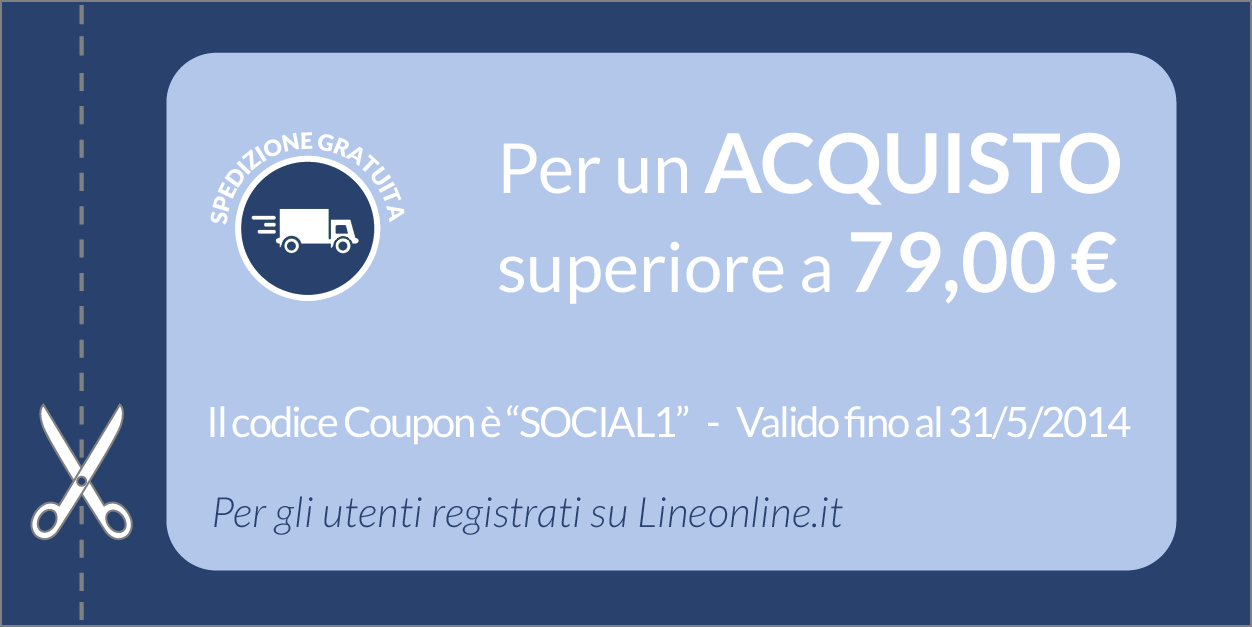 SPEDIZIONE GRATUITA
Per un ACQUISTO
superiore a 79,00 €
Il codice Coupon è “SOCIAL1” - Valido fino al 31/5/2014
Per gli utenti registrati su Lineonline.it